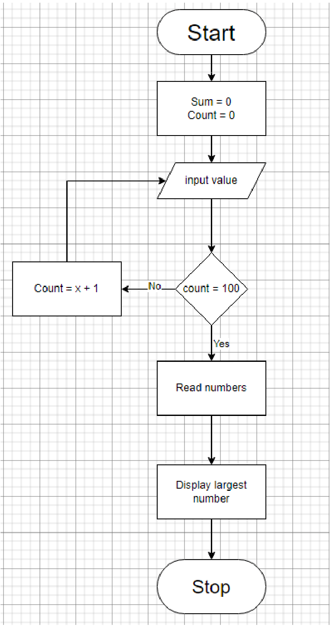 Start
Sum = 0
Count = 0
input value
count = 100
No
Count = x + 1
Yes
Read numbers
Display largest
number
Stop